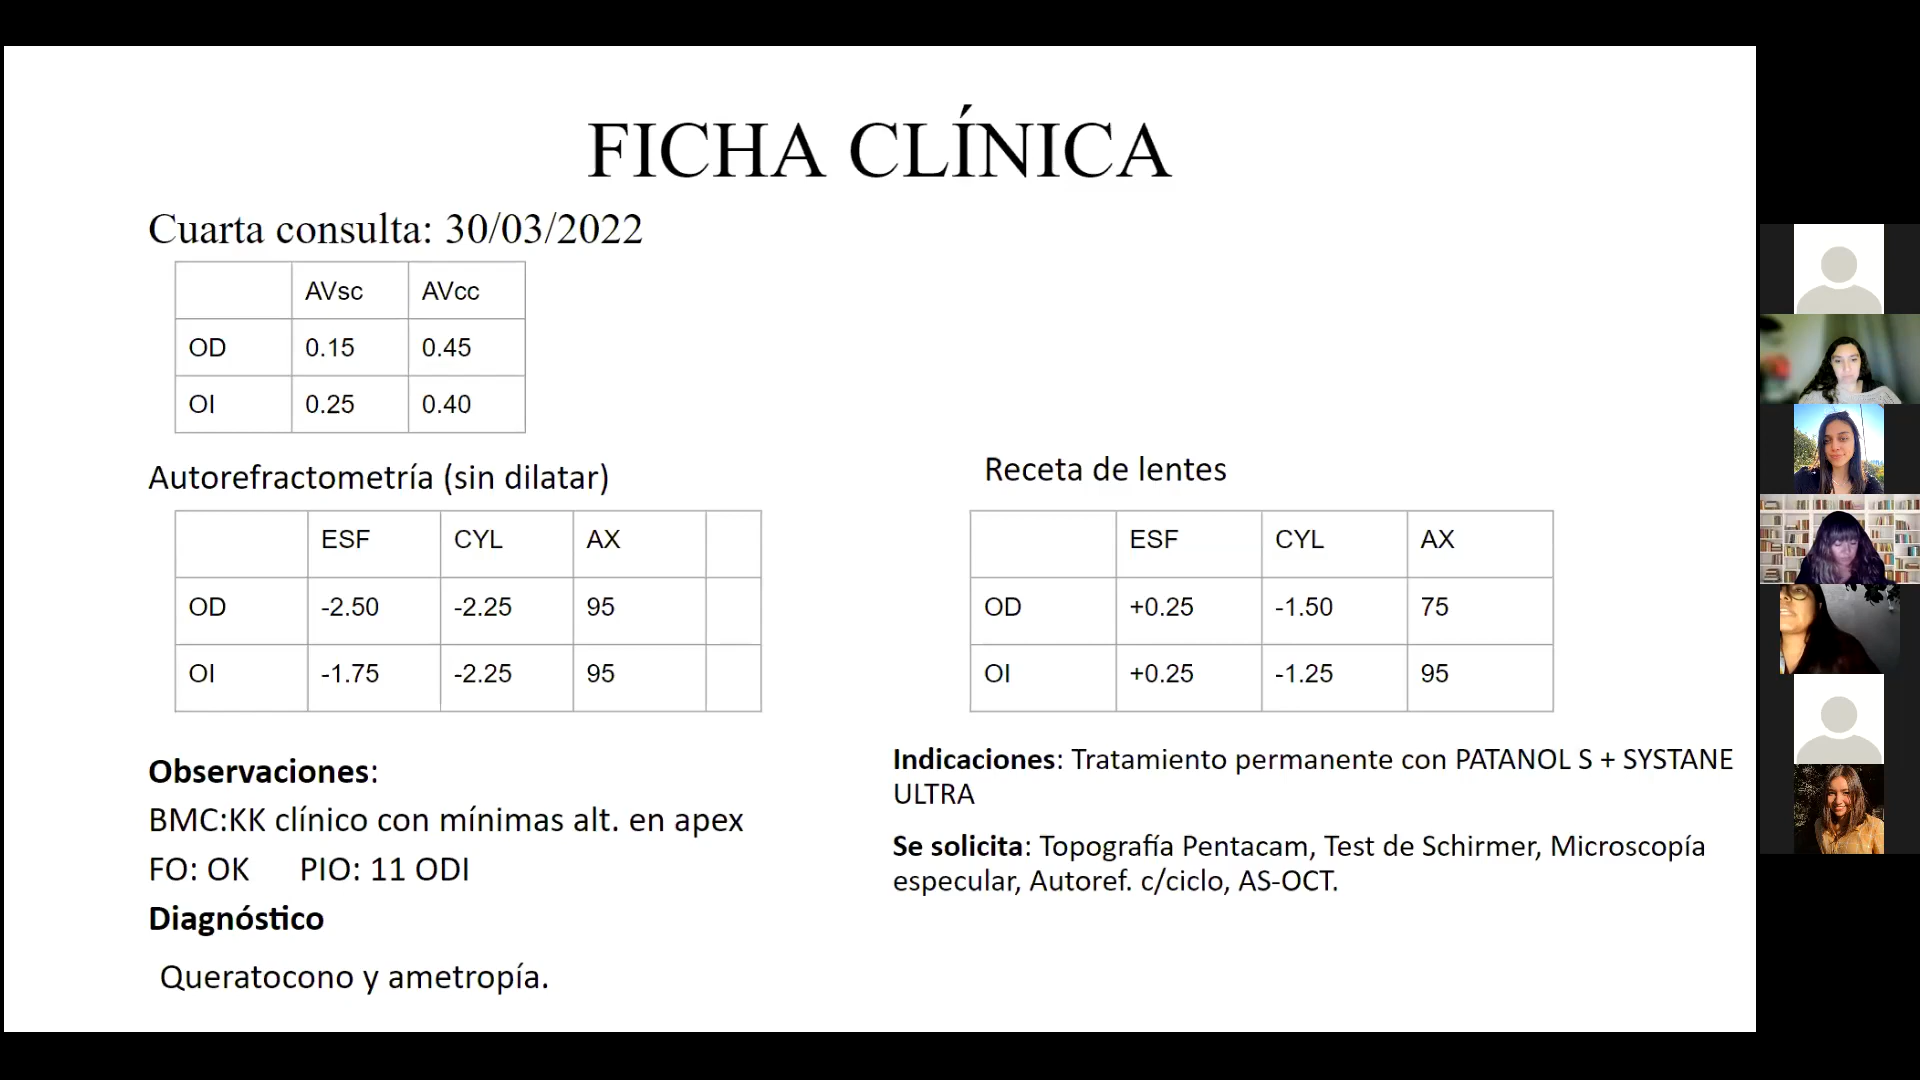 FICHA CLÍNICA
Cuarta consulta: 30/03/2022
AVsc AVcc
OD 0.15 0.45
OI 0.25 0.40
Autorefractometría (sin dilatar)
ESF CYL AX
OD -2.50 -2.25 95
OI -1.75 -2.25 95
Observaciones:
BMC:KK clínico con mínimas alt. en apex
FO: OK PIO: 11 ODI
Diagnóstico
Queratocono y ametropía.
Receta de lentes
ESF CYL AX
OD +0.25 -1.50 75
OI +0.25 -1.25 95
Indicaciones: Tratamiento permanente con PATANOL S + SYSTANE
ULTRA
Se solicita: Topografía Pentacam, Test de Schirmer, Microscopía
especular, Autoref. c/ciclo, AS-OCT.